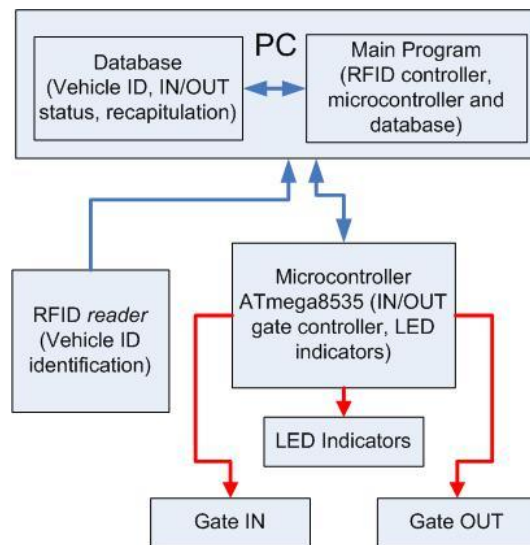 PC
Database
(Vehicle ID, IN/OUT
status, recapitulation)
Main Program
(RFID controller,
microcontroller and
database)
RFID reader
(Vehicle ID
identification)
Microcontroller
ATmega8535 (IN/OUT
gate controller, LED
indicators)
LED Indicators
Gate IN
Gate OUT